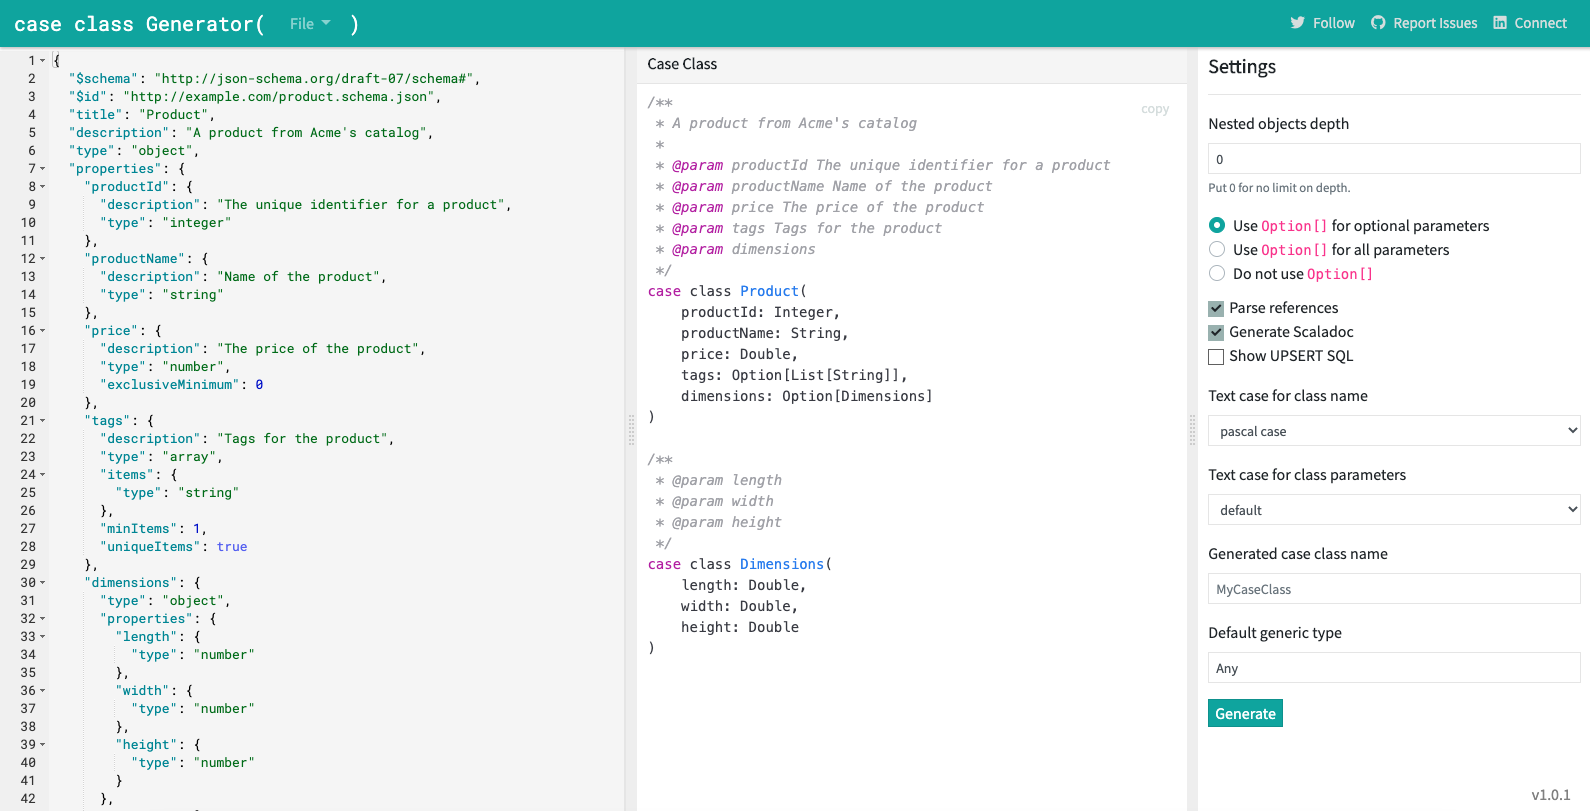 case class Generator( File )
Follow Report Issues Connect
1 {
2 "$schema": "http://json-schema.org/draft-07/schema#",
3 "$id": "http://example.com/product.schema.json",
4 "title": "Product",
5 "description": "A product from Acme's catalog",
6 "type": "object",
7 "properties": {
8 "productId": {
9 "description": "The unique identifier for a product",
10 "type": "integer"
11 },
12 "productName": {
13 "description": "Name of the product",
14 "type": "string"
15 },
16 "price": {
17 "description": "The price of the product",
18 "type": "number",
19 "exclusiveMinimum": 0
20 },
21 "tags": {
22 "description": "Tags for the product",
23 "type": "array",
24 "items": {
25 "type": "string"
26 },
27 "minItems": 1,
28 "uniqueItems": true
29 },
30 "dimensions": {
31 "type": "object",
32 "properties": {
33 "length": {
34 "type": "number"
35 },
36 "width": {
37 "type": "number"
38 },
39 "height": {
40 "type": "number"
41 }
42 },
Case Class
copy
/**
* A product from Acme's catalog
*
* @param productId The unique identifier for a product
* @param productName Name of the product
* @param price The price of the product
* @param tags Tags for the product
* @param dimensions
*/
case class Product(
productId: Integer,
productName: String,
price: Double,
tags: Option[List[String]],
dimensions: Option[Dimensions]
)
/**
* @param length
* @param width
* @param height
*/
case class Dimensions(
length: Double,
width: Double,
height: Double
)
Settings
Nested objects depth
0
Put 0 for no limit on depth.
Use Option[] for optional parameters
Use Option[] for all parameters
Do not use Option[]
Parse references
Generate Scaladoc
Show UPSERT SQL
Text case for class name
pascal case
Text case for class parameters
default
Generated case class name
MyCaseClass
Default generic type
Any
Generate
v1.0.1